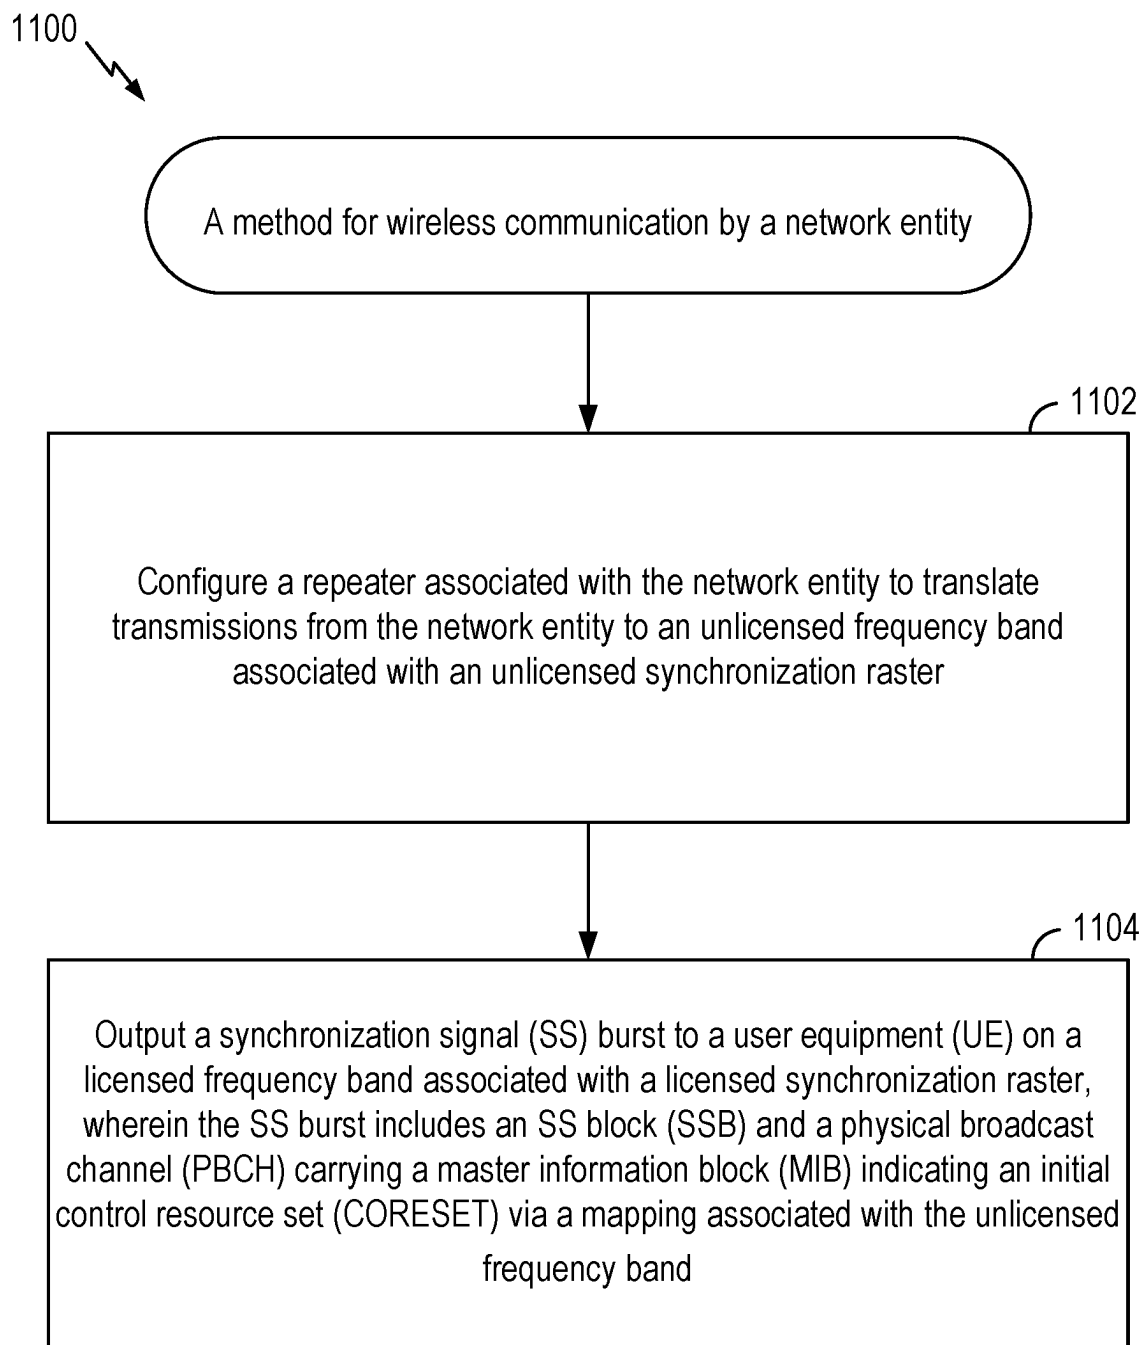 1100
A method for wireless communication by a network entity
1102
Configure a repeater associated with the network entity to translate
transmissions from the network entity to an unlicensed frequency band
associated with an unlicensed synchronization raster
1104
Output a synchronization signal (SS) burst to a user equipment (UE) on a
licensed frequency band associated with a licensed synchronization raster,
wherein the SS burst includes an SS block (SSB) and a physical broadcast
channel (PBCH) carrying a master information block (MIB) indicating an initial
control resource set (CORESET) via a mapping associated with the unlicensed
frequency band